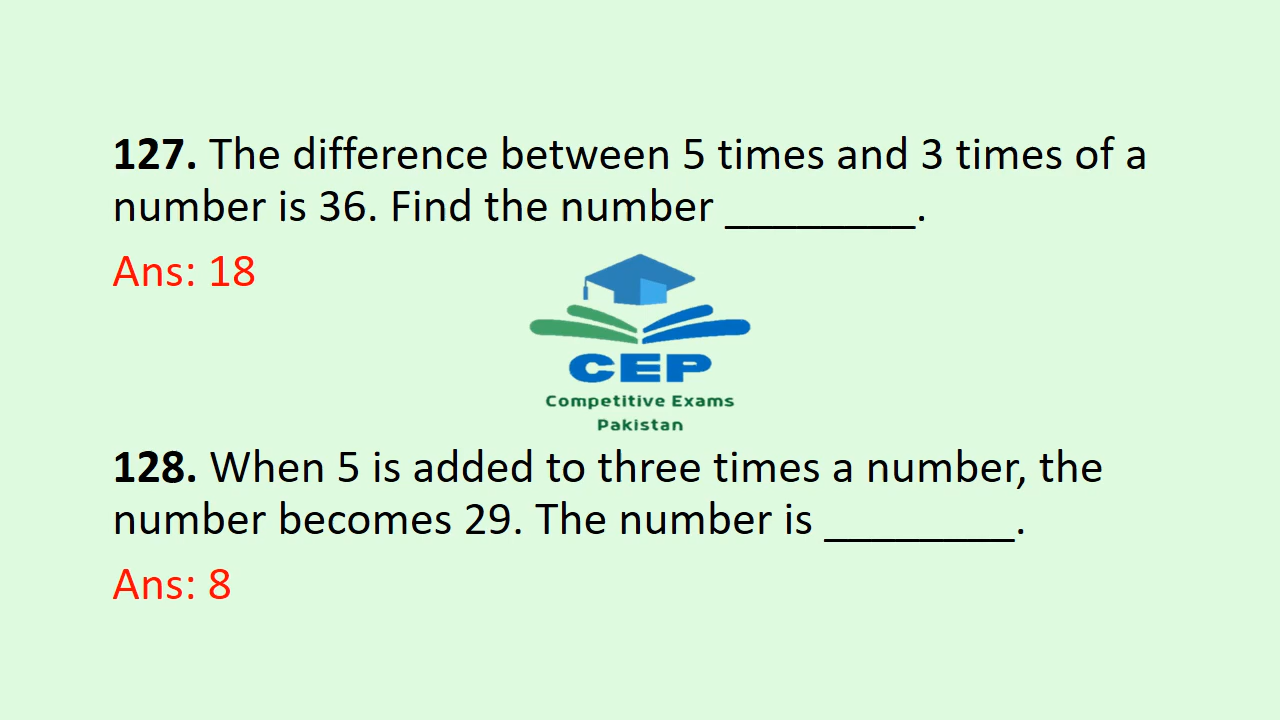 127. The difference between 5 times and 3 times of a
number is 36. Find the number ________.
Ans: 18
CEP
Competitive Exams
Pakistan
128. When 5 is added to three times a number, the
number becomes 29. The number is ________.
Ans: 8